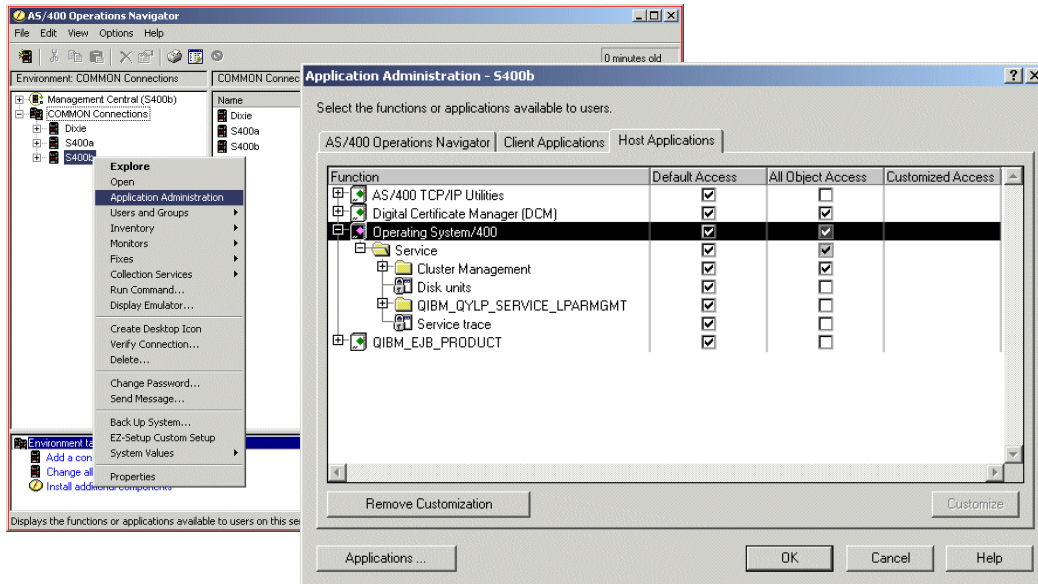 AS/400 Operations Navigator
File Edit View Options Help
0 minutes old
Environment: COMMON Connections
COMMON Connec
Management Central (S400b)
COMMON Connections
Dixie
S400a
S400b
Name
Dixie
S400a
S400b
Explore
Open
Application Administration
Users and Groups
Inventory
Monitors
Fixes
Collection Services
Run Command...
Display Emulator...
Create Desktop Icon
Verify Connection...
Delete...
Change Password...
Send Message...
Back Up System...
EZ-Setup Custom Setup
System Values
Properties
Environment ta
Add a con
Change all
Install additional components
Displays the functions or applications available to users on this se
Application Administration - S400b
Select the functions or applications available to users.
AS/400 Operations Navigator Client Applications Host Applications
Function Default Access All Object Access Customized Access
AS/400 TCP/IP Utilities
Digital Certificate Manager (DCM)
Operating System/400
Service
Cluster Management
Disk units
QIBM_QYLP_SERVICE_LPARMGMT
Service trace
QIBM_EJB_PRODUCT
Remove Customization Customize
Applications ... OK Cancel Help